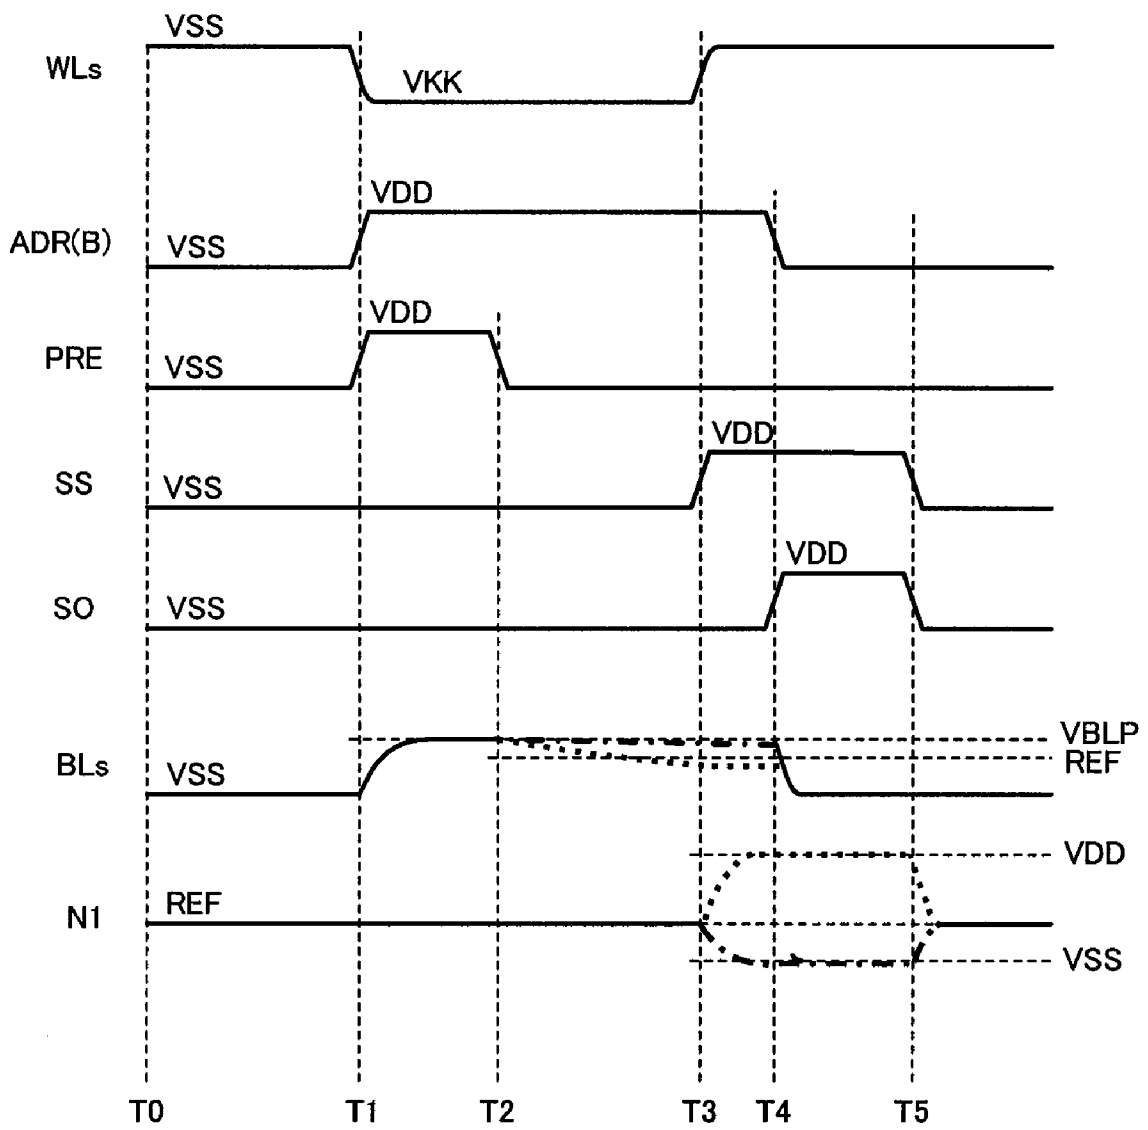 VSS
WLs
VKK
VDD
ADR(B)
VSS
VDD
PRE
VSS
VDD
SS
VSS
VDD
SO
VSS
VBLP
BLs
VSS
REF
VDD
N1
REF
VSS
T0 T1 T2 T3 T4 T5